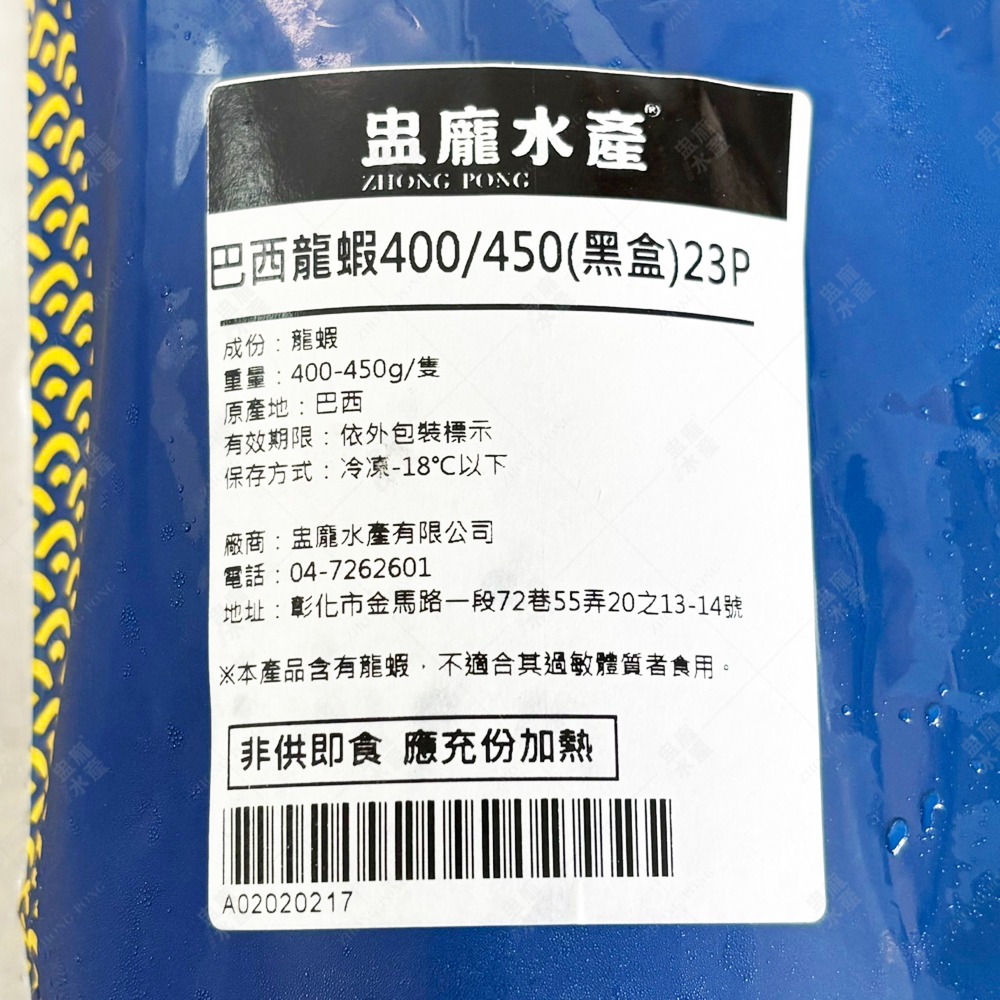 盅龐水產®
ZHONG PONG
巴西龍蝦400/450(黑盒)23P
成份：龍蝦
重量：400-450g/隻
原產地：巴西
有效期限：依外包裝標示
保存方式：冷凍-18℃以下
廠商：盅龐水產有限公司
電話：04-7262601
地址：彰化市金馬路一段72巷55弄20之13-14號
※本產品含有龍蝦，不適合其過敏體質者食用。
非供即食 應充份加熱
A02020217